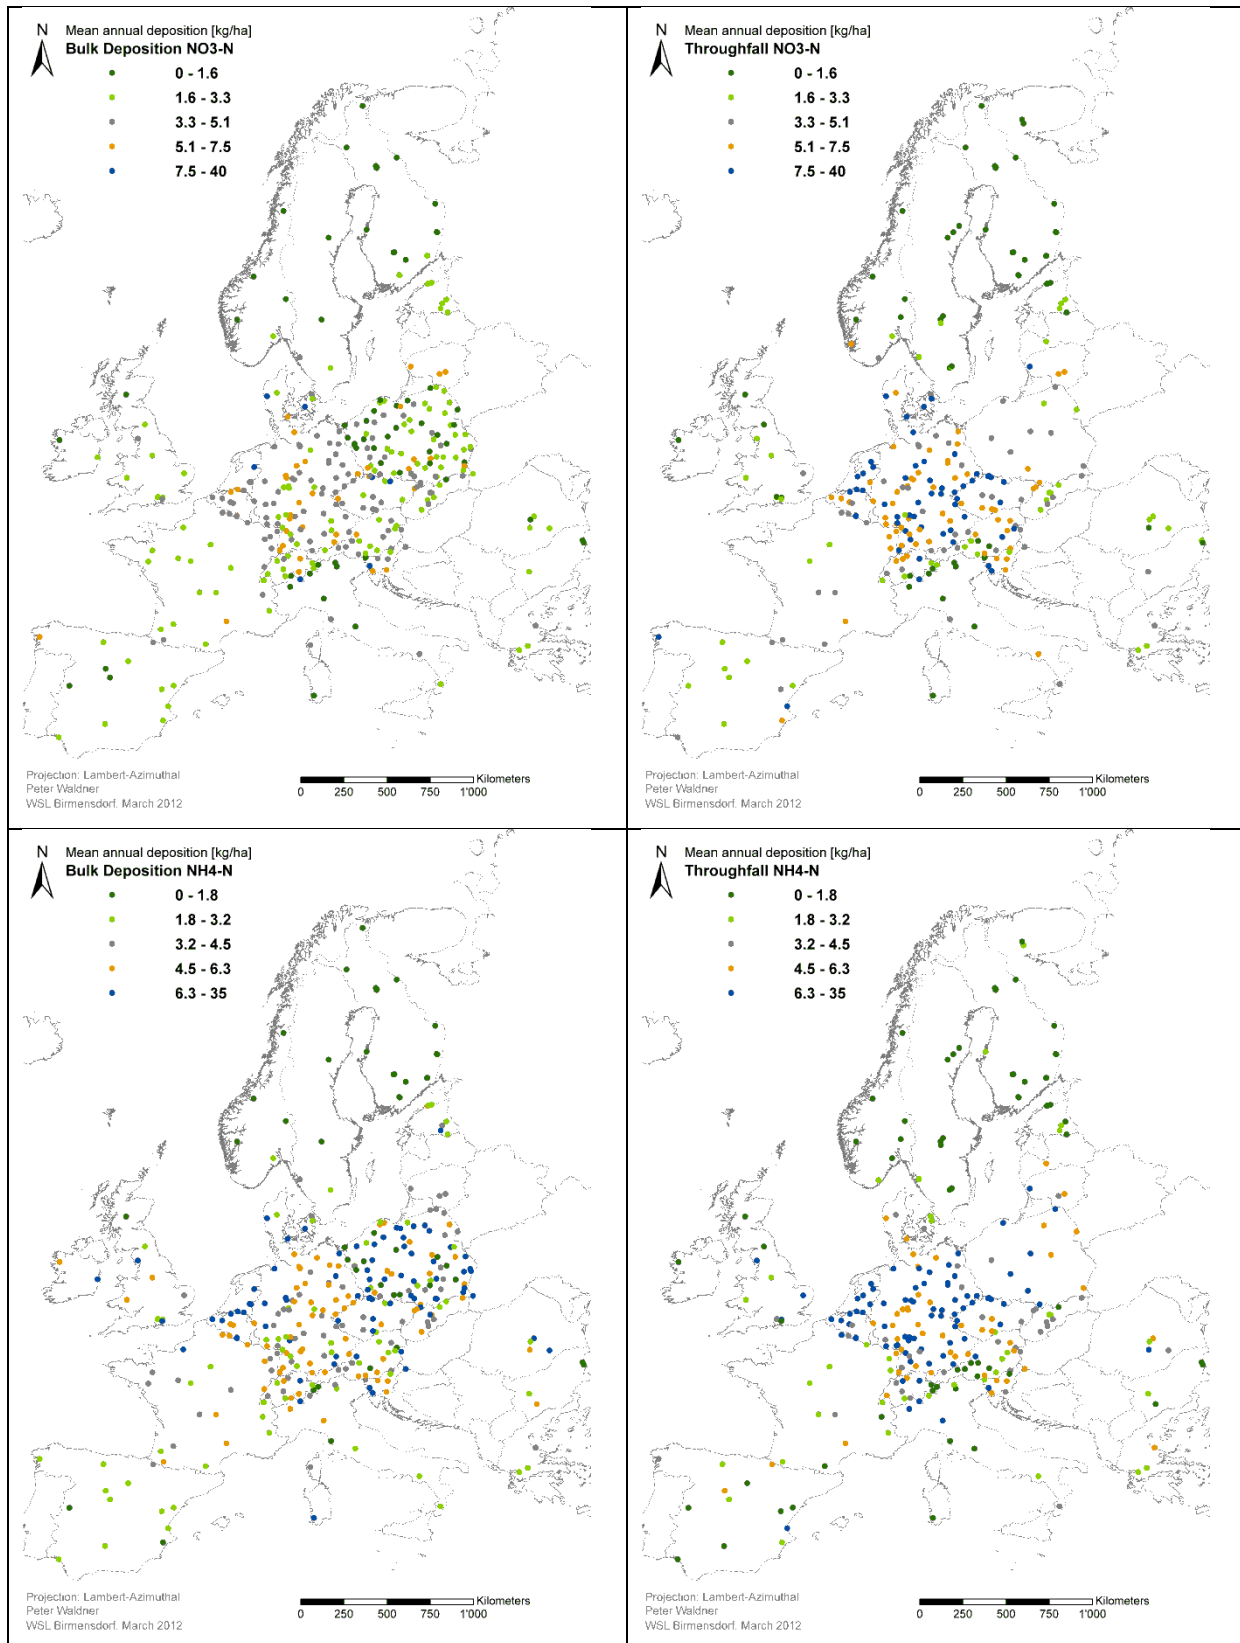 N
Mean annual deposition [kg/ha]
Bulk Deposition NO3-N
0 - 1.6
1.6 - 3.3
3.3 - 5.1
5.1 - 7.5
7.5 - 40
Projection: Lambert-Azimuthal
Peter Waldner
WSL Birmensdorf. March 2012
Kilometers
0 250 500 750 1'000
N
Mean annual deposition [kg/ha]
Throughfall NO3-N
0 - 1.6
1.6 - 3.3
3.3 - 5.1
5.1 - 7.5
7.5 - 40
Projection: Lambert-Azimuthal
Peter Waldner
WSL Birmensdorf. March 2012
Kilometers
0 250 500 750 1'000
N
Mean annual deposition [kg/ha]
Bulk Deposition NH4-N
0 - 1.8
1.8 - 3.2
3.2 - 4.5
4.5 - 6.3
6.3 - 35
Projection: Lambert-Azimuthal
Peter Waldner
WSL Birmensdorf. March 2012
Kilometers
0 250 500 750 1'000
N
Mean annual deposition [kg/ha]
Throughfall NH4-N
0 - 1.8
1.8 - 3.2
3.2 - 4.5
4.5 - 6.3
6.3 - 35
Projection: Lambert-Azimuthal
Peter Waldner
WSL Birmensdorf. March 2012
Kilometers
0 250 500 750 1'000